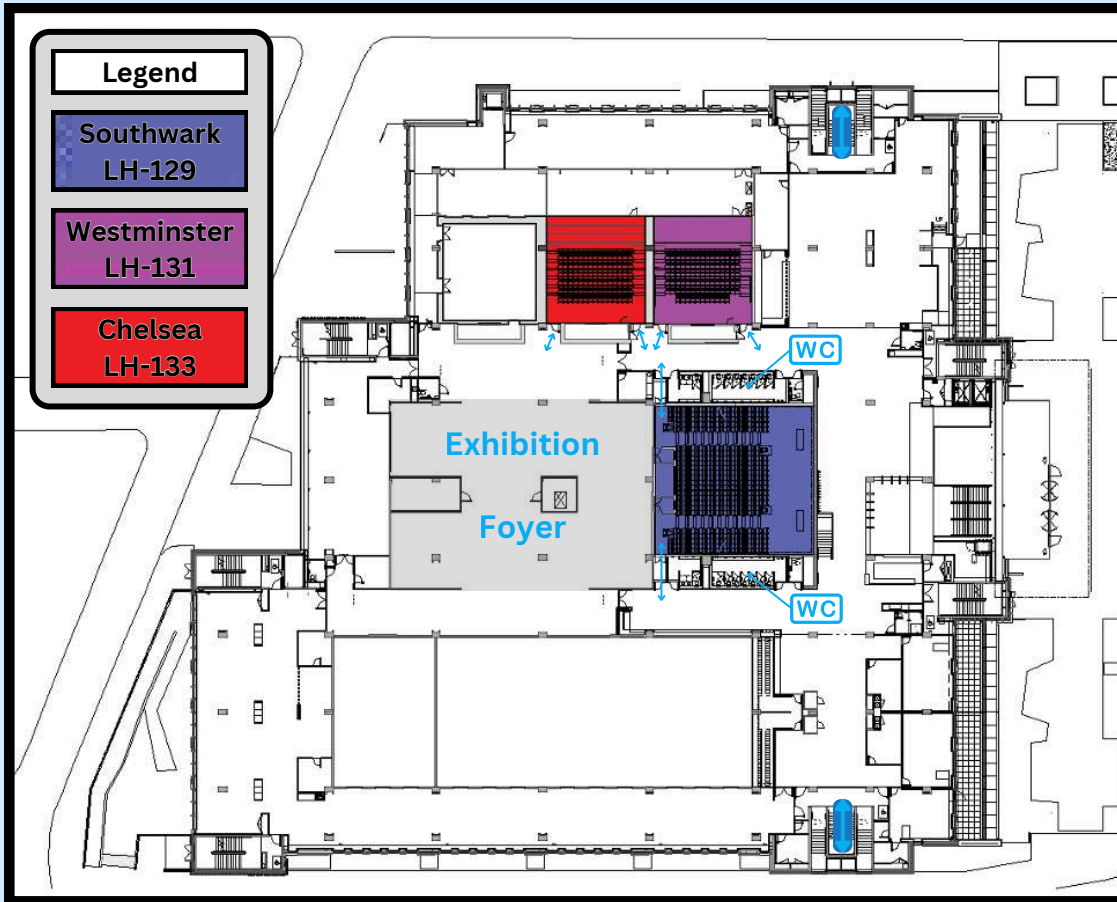 Legend
Southwark
LH-129
Westminster
LH-131
Chelsea
LH-133
WC
Exhibition
Foyer
WC